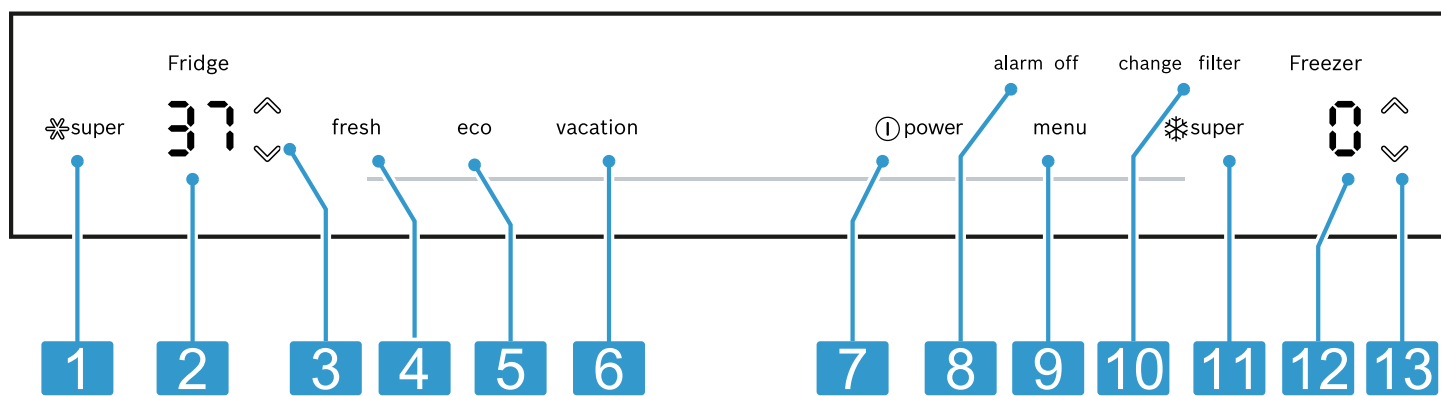 Fridge alarm off change filter Freezer
super 37 fresh eco vacation power menu super 0
1 2 3 4 5 6 7 8 9 10 11 12 13